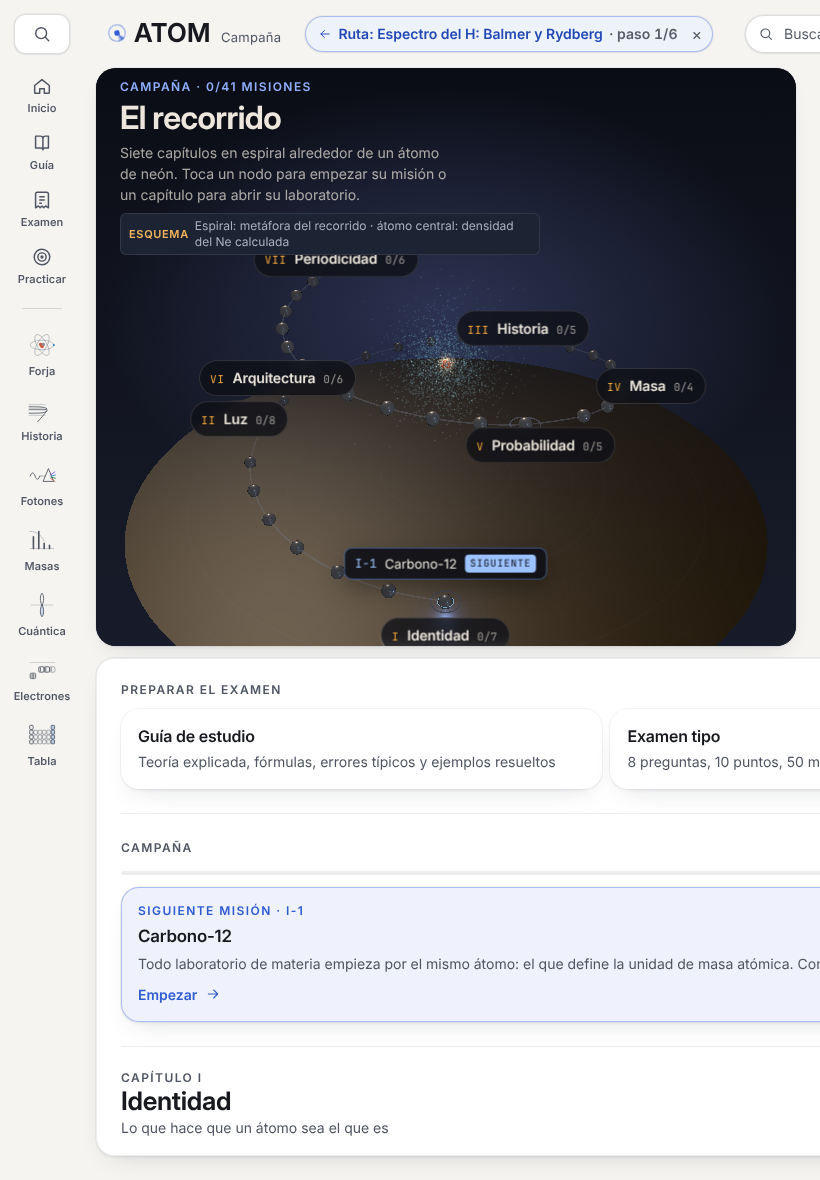 ATOM Campaña
← Ruta: Espectro del H: Balmer y Rydberg · paso 1/6 ×
Busca
Inicio
Guía
Examen
Practicar
Forja
Historia
Fotones
Masas
Cuántica
Electrones
Tabla
CAMPAÑA · 0/41 MISIONES
El recorrido
Siete capítulos en espiral alrededor de un átomo
de neón. Toca un nodo para empezar su misión o
un capítulo para abrir su laboratorio.
ESQUEMA Espiral: metáfora del recorrido · átomo central: densidad
del Ne calculada
VII Periodicidad 0/6
III Historia 0/5
VI Arquitectura 0/6
IV Masa 0/4
II Luz 0/8
V Probabilidad 0/5
I-1 Carbono-12 SIGUIENTE
I Identidad 0/7
PREPARAR EL EXAMEN
Guía de estudio
Teoría explicada, fórmulas, errores típicos y ejemplos resueltos
Examen tipo
8 preguntas, 10 puntos, 50 m
CAMPAÑA
SIGUIENTE MISIÓN · I-1
Carbono-12
Todo laboratorio de materia empieza por el mismo átomo: el que define la unidad de masa atómica. Con
Empezar →
CAPÍTULO I
Identidad
Lo que hace que un átomo sea el que es